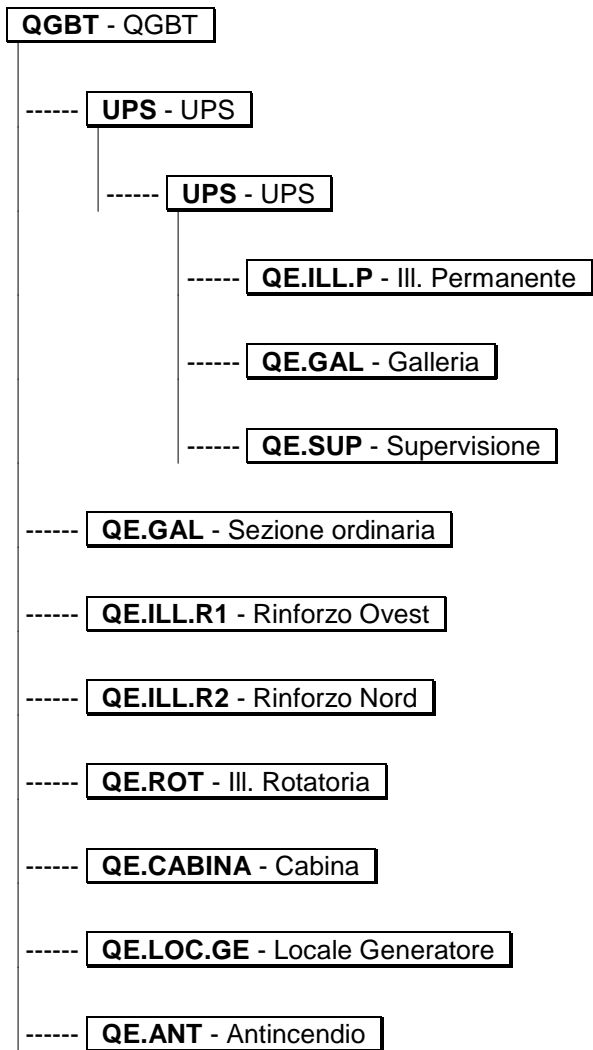 QGBT - QGBT
------ UPS - UPS
------ UPS - UPS
------ QE.ILL.P - Ill. Permanente
------ QE.GAL - Galleria
------ QE.SUP - Supervisione
------ QE.GAL - Sezione ordinaria
------ QE.ILL.R1 - Rinforzo Ovest
------ QE.ILL.R2 - Rinforzo Nord
------ QE.ROT - Ill. Rotatoria
------ QE.CABINA - Cabina
------ QE.LOC.GE - Locale Generatore
------ QE.ANT - Antincendio